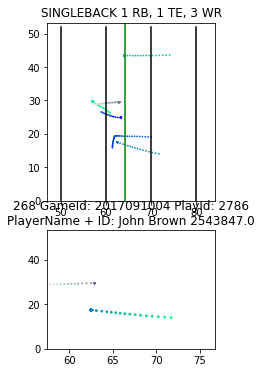 SINGLEBACK 1 RB, 1 TE, 3 WR
50
40
30
20
10
0
50 60 70 80
268 GameId: 2017091004 PlayId: 2786
PlayerName + ID: John Brown 2543847.0
40
20
0
60 65 70 75